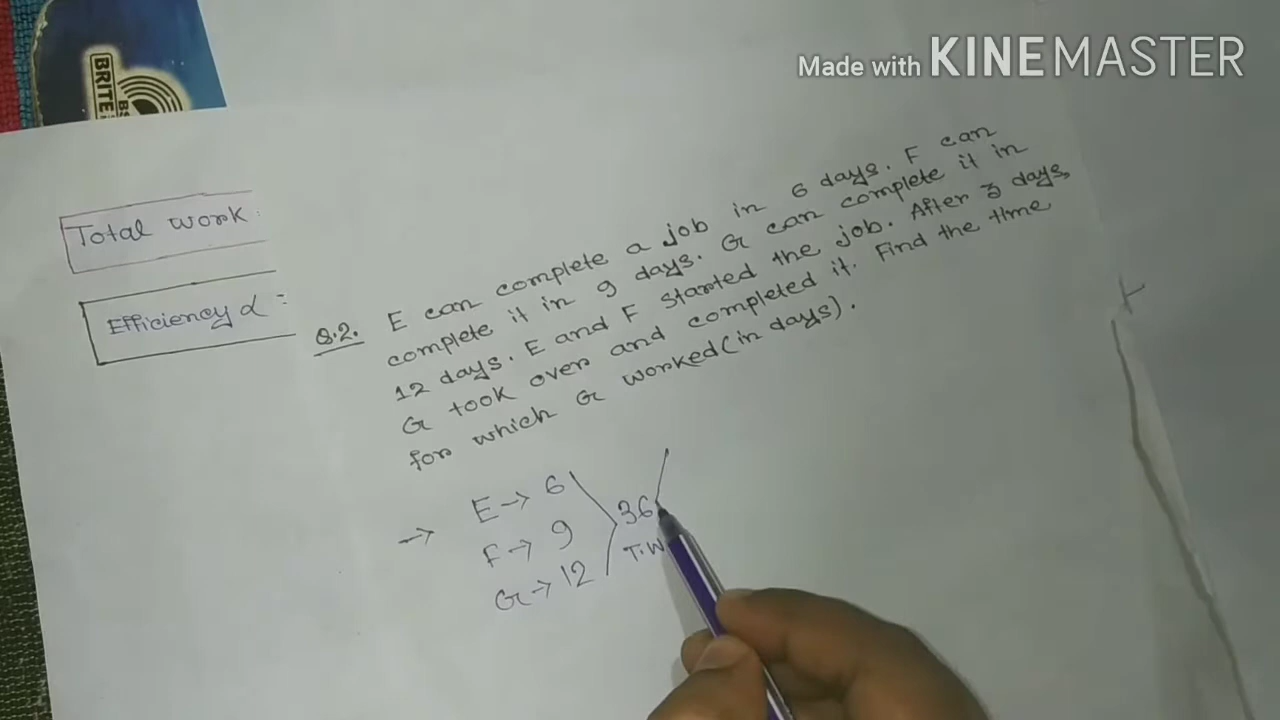 Made with KINEMASTER
BRITE
BS
Total work:
Efficiency α
Q.2. E can complete a job in 6 days. F can
complete it in 9 days. G can complete it in
12 days. E and F started the job. After 3 days,
G took over and completed it. Find the time
for which G worked (in days).
→ E → 6
F → 9
G → 12
36
T.W